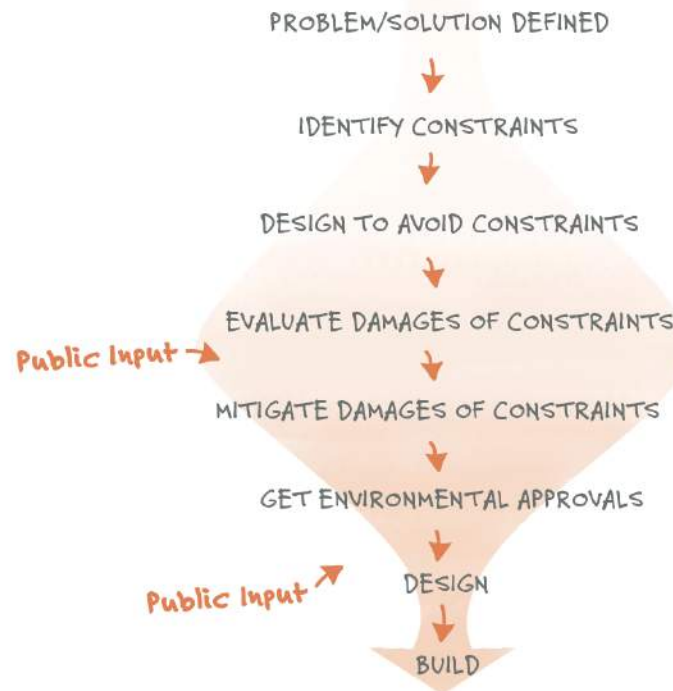 PROBLEM/SOLUTION DEFINED
IDENTIFY CONSTRAINTS
DESIGN TO AVOID CONSTRAINTS
EVALUATE DAMAGES OF CONSTRAINTS
Public Input
MITIGATE DAMAGES OF CONSTRAINTS
GET ENVIRONMENTAL APPROVALS
DESIGN
Public Input
BUILD